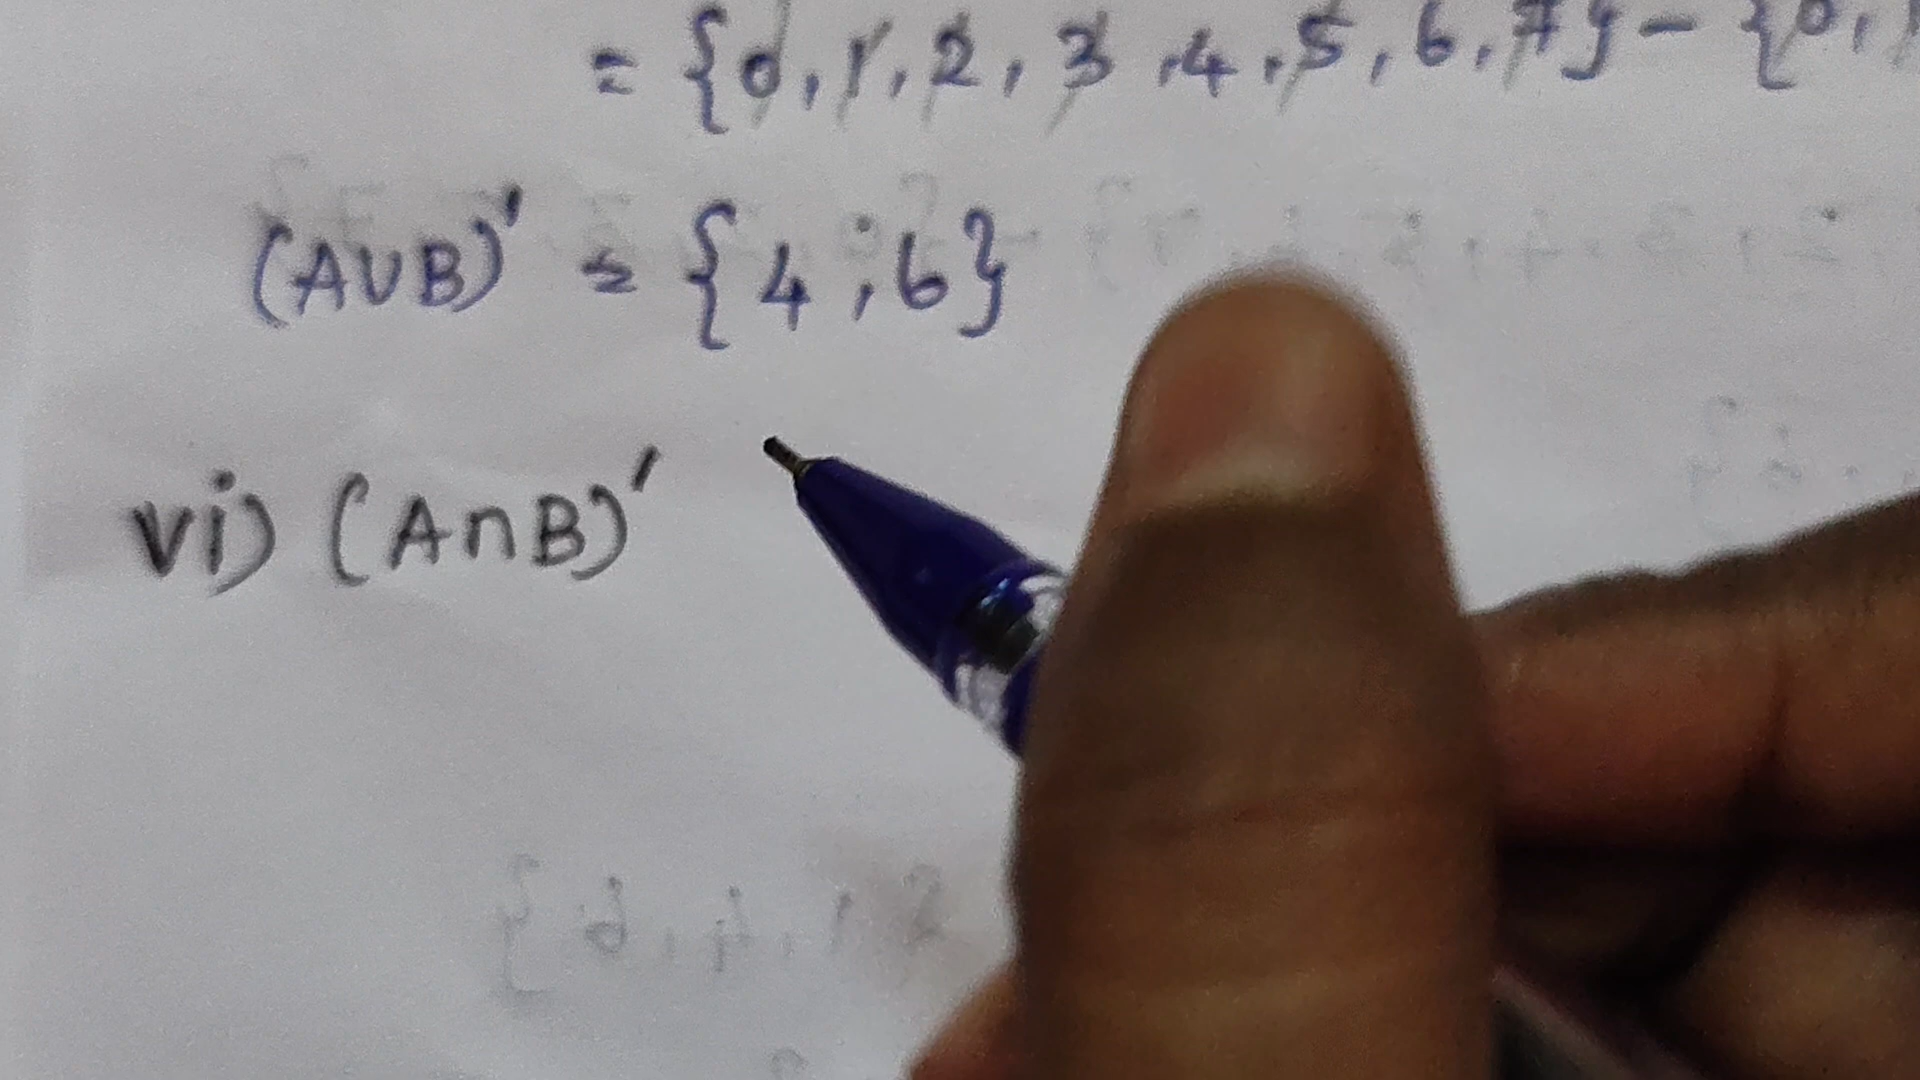 = {0, 1, 2, 3, 4, 5, 6, 7} - {0,
(A∪B)' = {4, 6}
vi) (A∩B)'